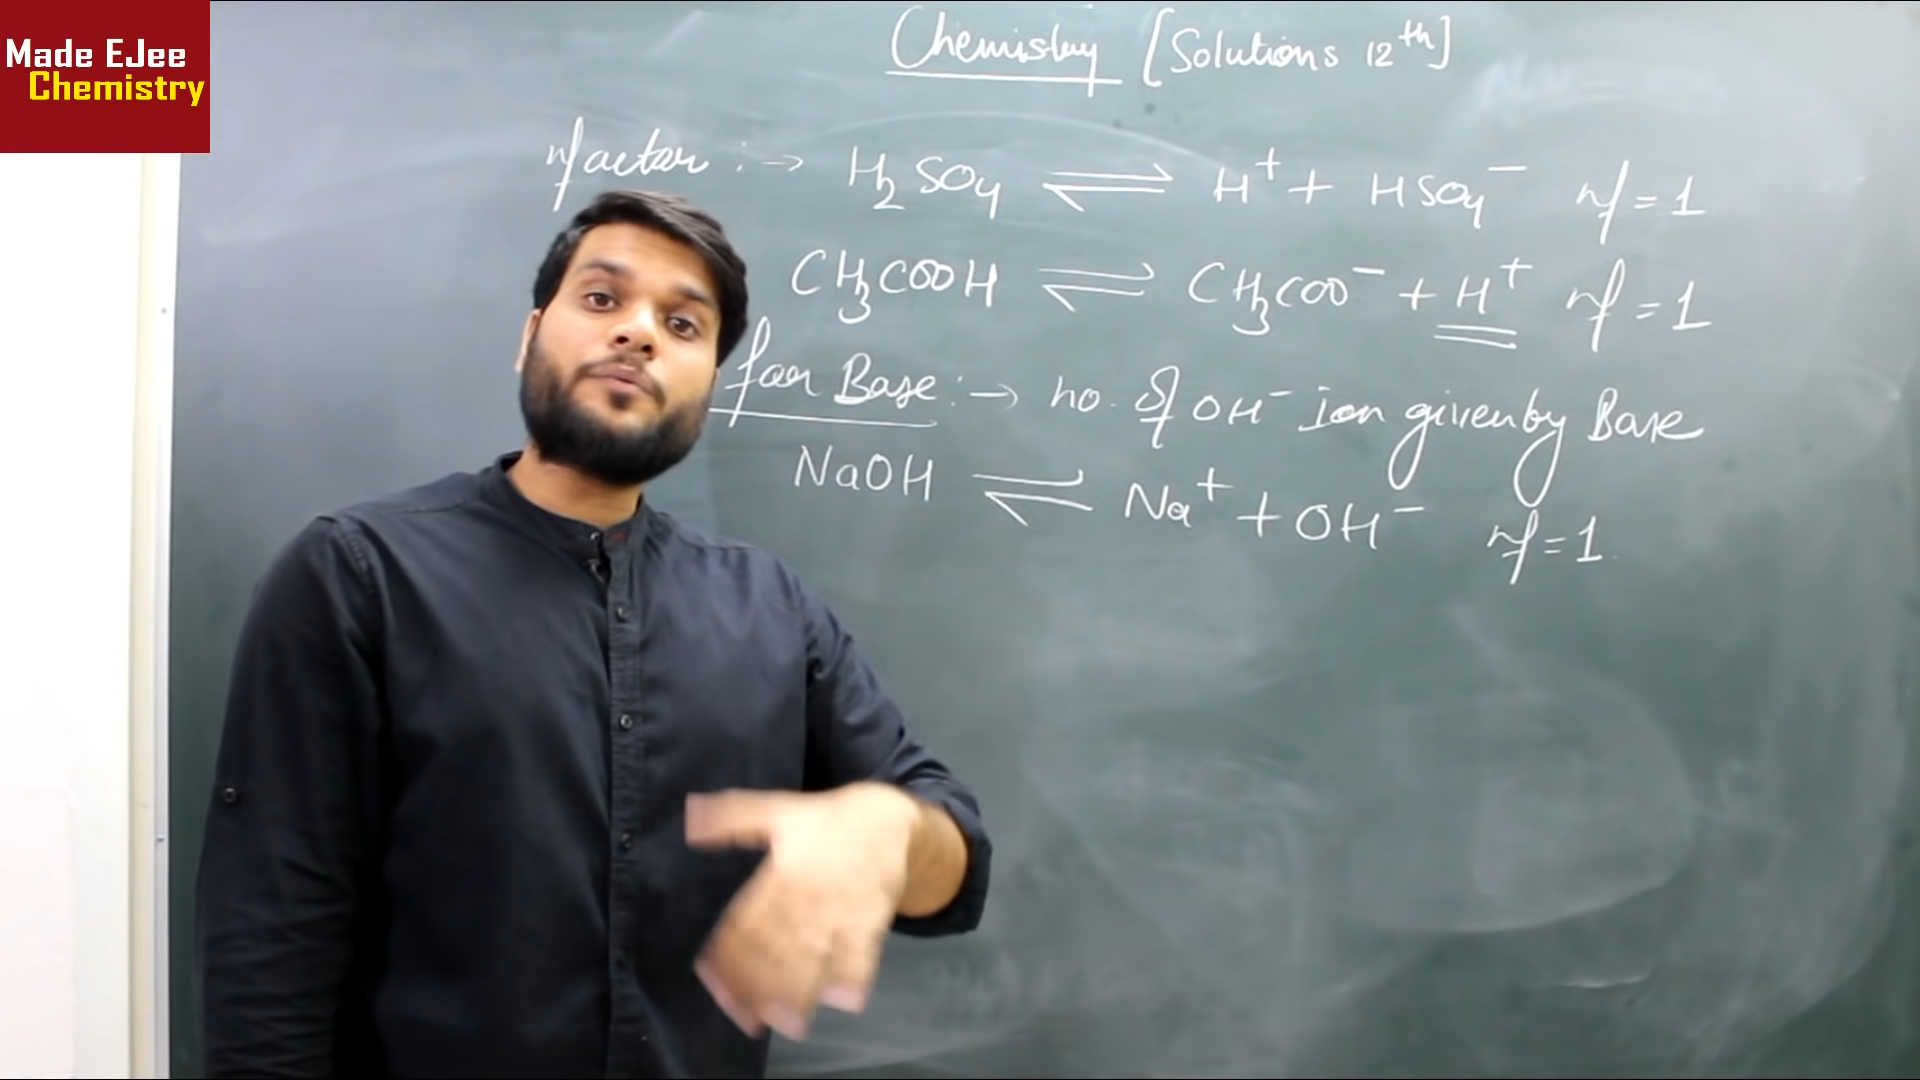 Made EJee
Chemistry
Chemistry [Solutions 12th]
nfactor :→ H2SO4 ⇌ H+ + HSO4− nf = 1
CH3COOH ⇌ CH3COO− + H+ nf = 1
for Base :→ no. of OH− Ion given by Base
NaOH ⇌ Na+ + OH− nf = 1